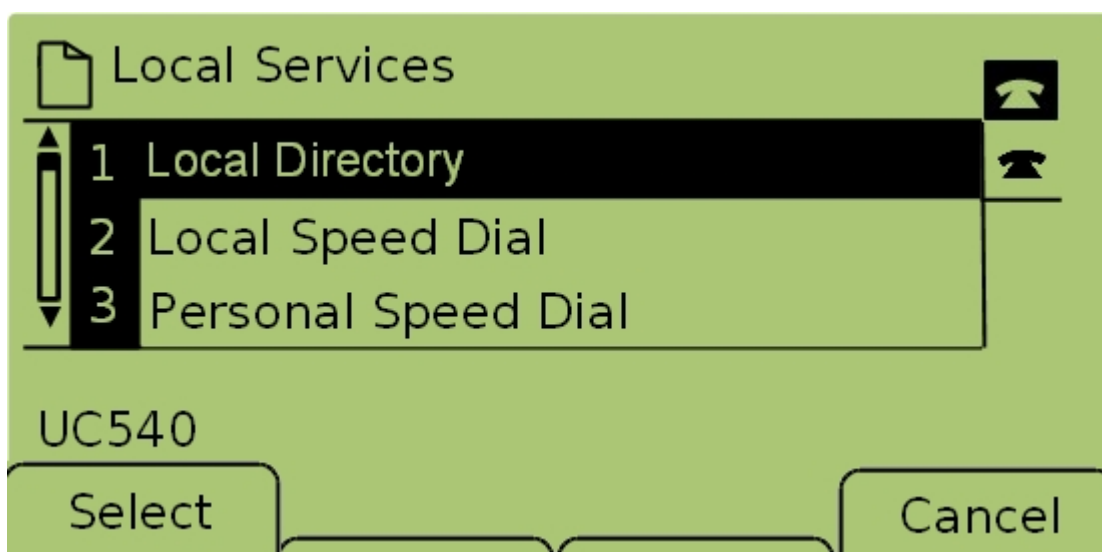 Local Services
1 Local Directory
2 Local Speed Dial
3 Personal Speed Dial
UC540
Select Cancel